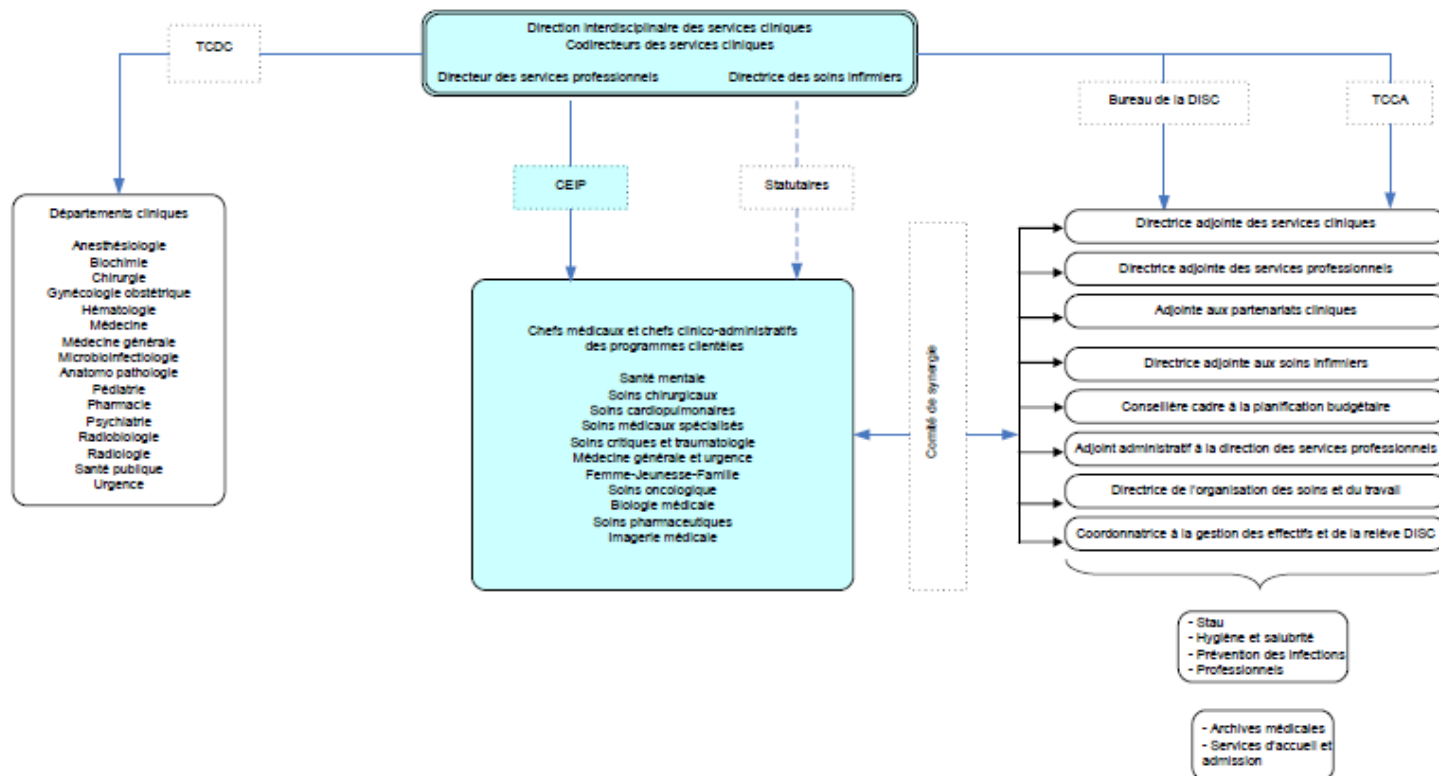 Direction interdisciplinaire des services cliniques
Codirecteurs des services cliniques
Directeur des services professionnels
Directrice des soins infirmiers
TCDC
Bureau de la DISC
TCCA
CEIP
Statutaires
Départements cliniques
Anesthésiologie
Biochimie
Chirurgie
Gynécologie obstétrique
Hématologie
Médecine
Médecine générale
Microbioinfectiologie
Anatomo pathologie
Pédiatrie
Pharmacie
Psychiatrie
Radiobiologie
Radiologie
Santé publique
Urgence
Chefs médicaux et chefs clinico-administratifs
des programmes clientèles
Santé mentale
Soins chirurgicaux
Soins cardiopulmonaires
Soins médicaux spécialisés
Soins critiques et traumatologie
Médecine générale et urgence
Femme-Jeunesse-Famille
Soins oncologique
Biologie médicale
Soins pharmaceutiques
Imagerie médicale
Comité de synergie
Directrice adjointe des services cliniques
Directrice adjointe des services professionnels
Adjointe aux partenariats cliniques
Directrice adjointe aux soins infirmiers
Conseillère cadre à la planification budgétaire
Adjoint administratif à la direction des services professionnels
Directrice de l'organisation des soins et du travail
Coordonnatrice à la gestion des effectifs et de la relève DISC
- Stau
- Hygiène et salubrité
- Prévention des infections
- Professionnels
- Archives médicales
- Services d'accueil et
admission